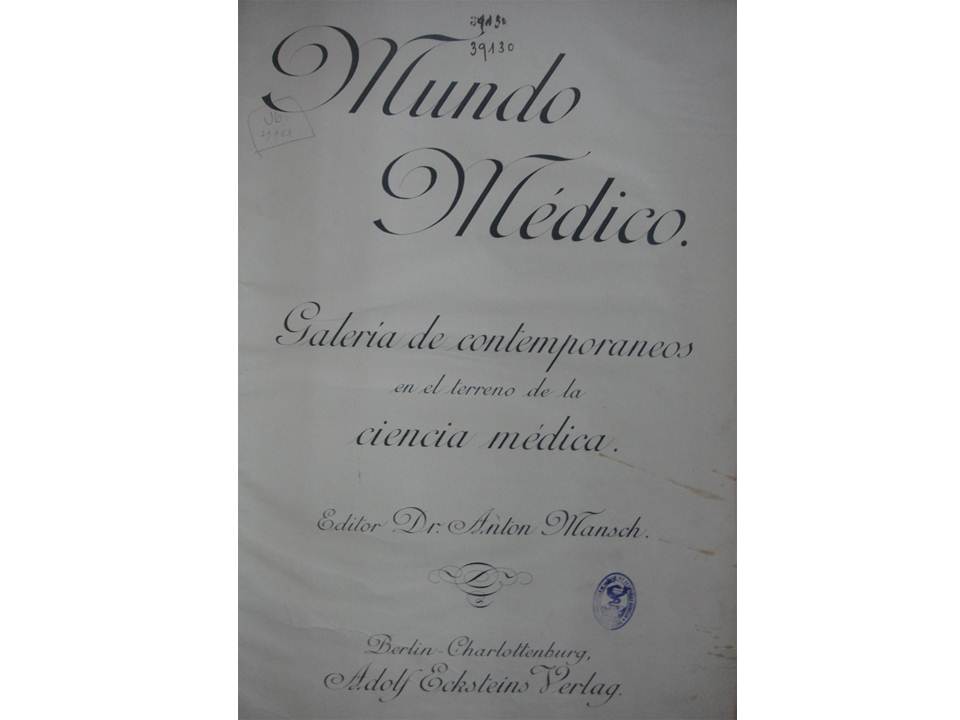 39130
Mundo
Médico.
Galería de contemporaneos
en el terreno de la
ciencia médica.
Editor Dr. Anton Mansch.
Berlin-Charlottenburg,
Adolf Ecksteins Verlag.